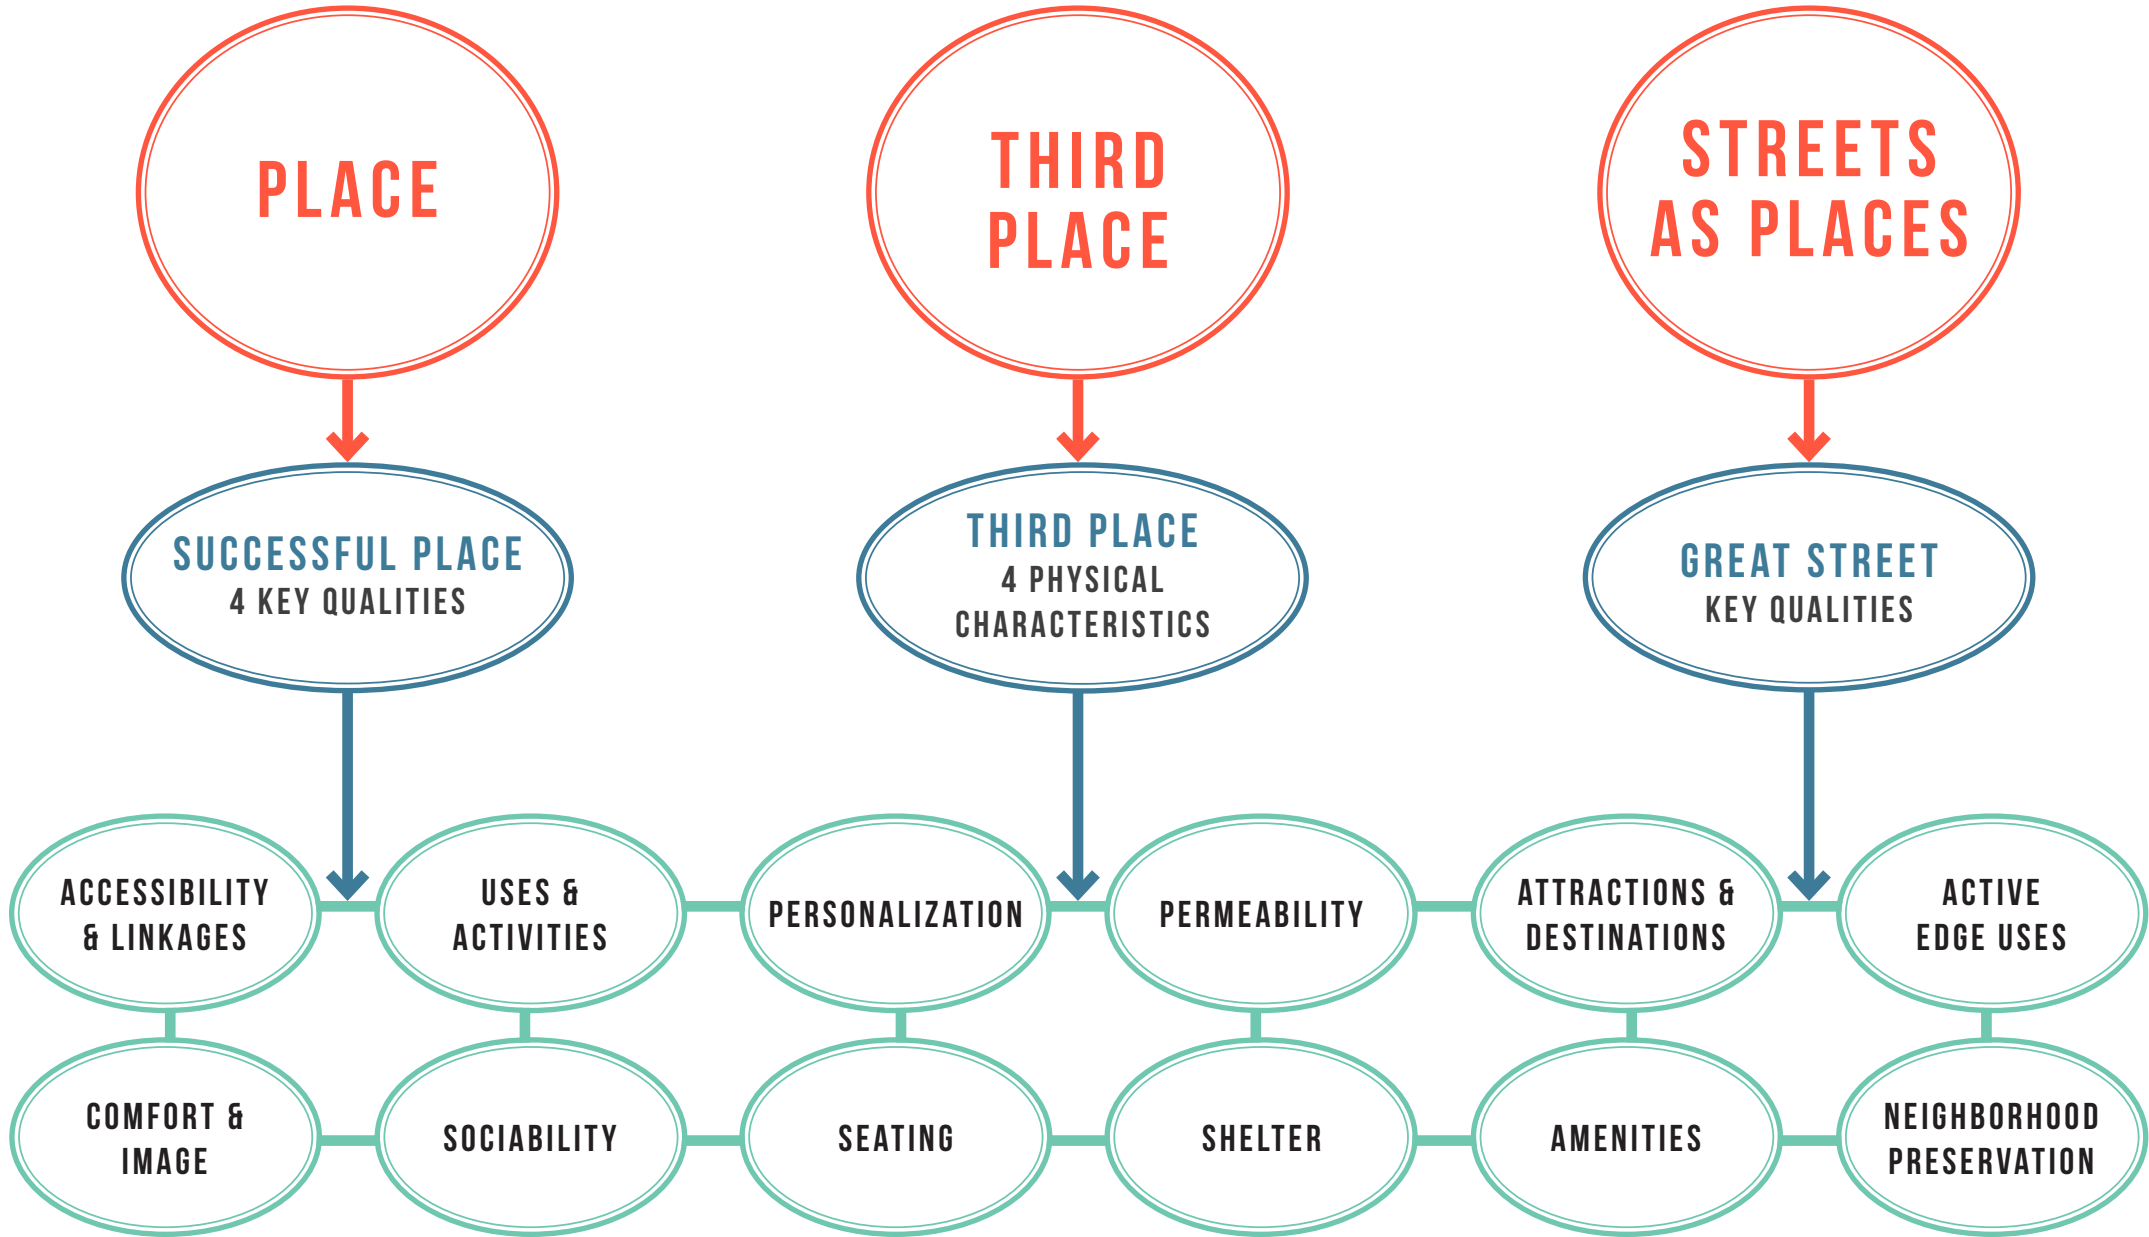 PLACE
THIRD
PLACE
STREETS
AS PLACES
SUCCESSFUL PLACE
4 KEY QUALITIES
THIRD PLACE
4 PHYSICAL
CHARACTERISTICS
GREAT STREET
KEY QUALITIES
ACCESSIBILITY
& LINKAGES
USES &
ACTIVITIES
PERSONALIZATION
PERMEABILITY
ATTRACTIONS &
DESTINATIONS
ACTIVE
EDGE USES
COMFORT &
IMAGE
SOCIABILITY
SEATING
SHELTER
AMENITIES
NEIGHBORHOOD
PRESERVATION